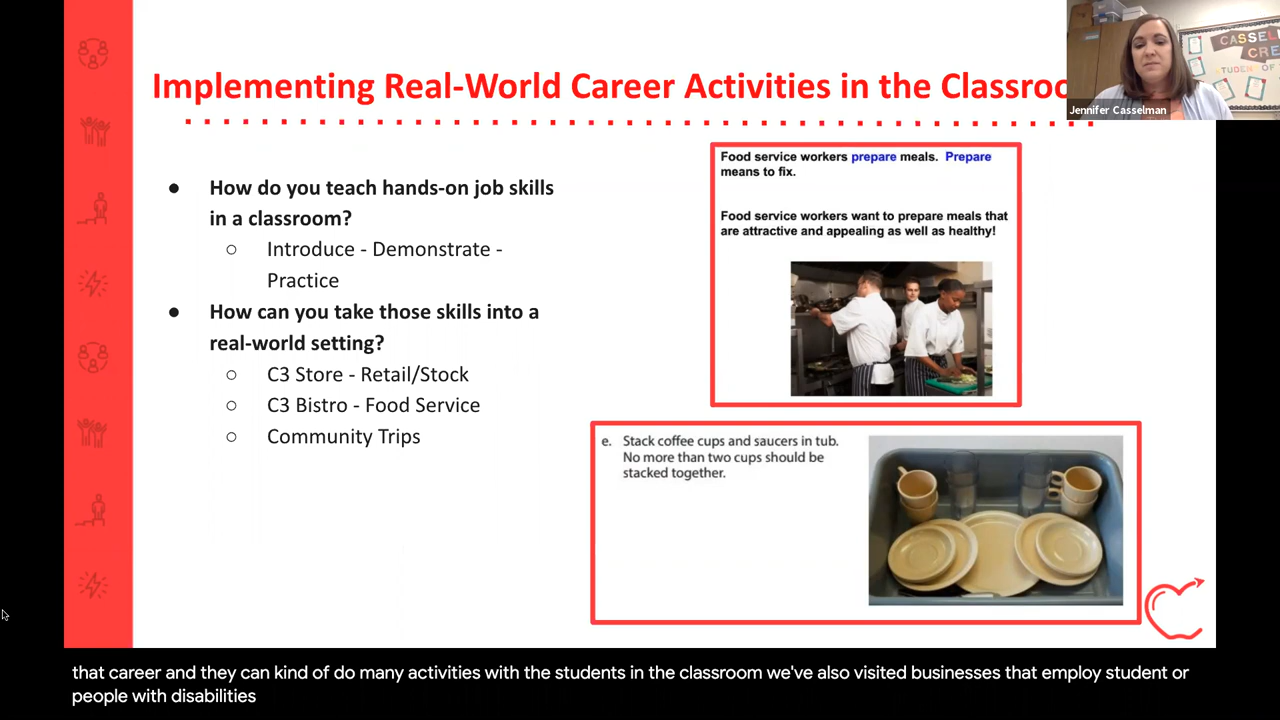 Implementing Real-World Career Activities in the Classroo
CASSEL
CRE
STUDENT OF
Jennifer Casselman
● How do you teach hands-on job skills
in a classroom?
○ Introduce - Demonstrate -
Practice
● How can you take those skills into a
real-world setting?
○ C3 Store - Retail/Stock
○ C3 Bistro - Food Service
○ Community Trips
Food service workers prepare meals. Prepare
means to fix.
Food service workers want to prepare meals that
are attractive and appealing as well as healthy!
e. Stack coffee cups and saucers in tub.
No more than two cups should be
stacked together.
that career and they can kind of do many activities with the students in the classroom we've also visited businesses that employ student or
people with disabilities